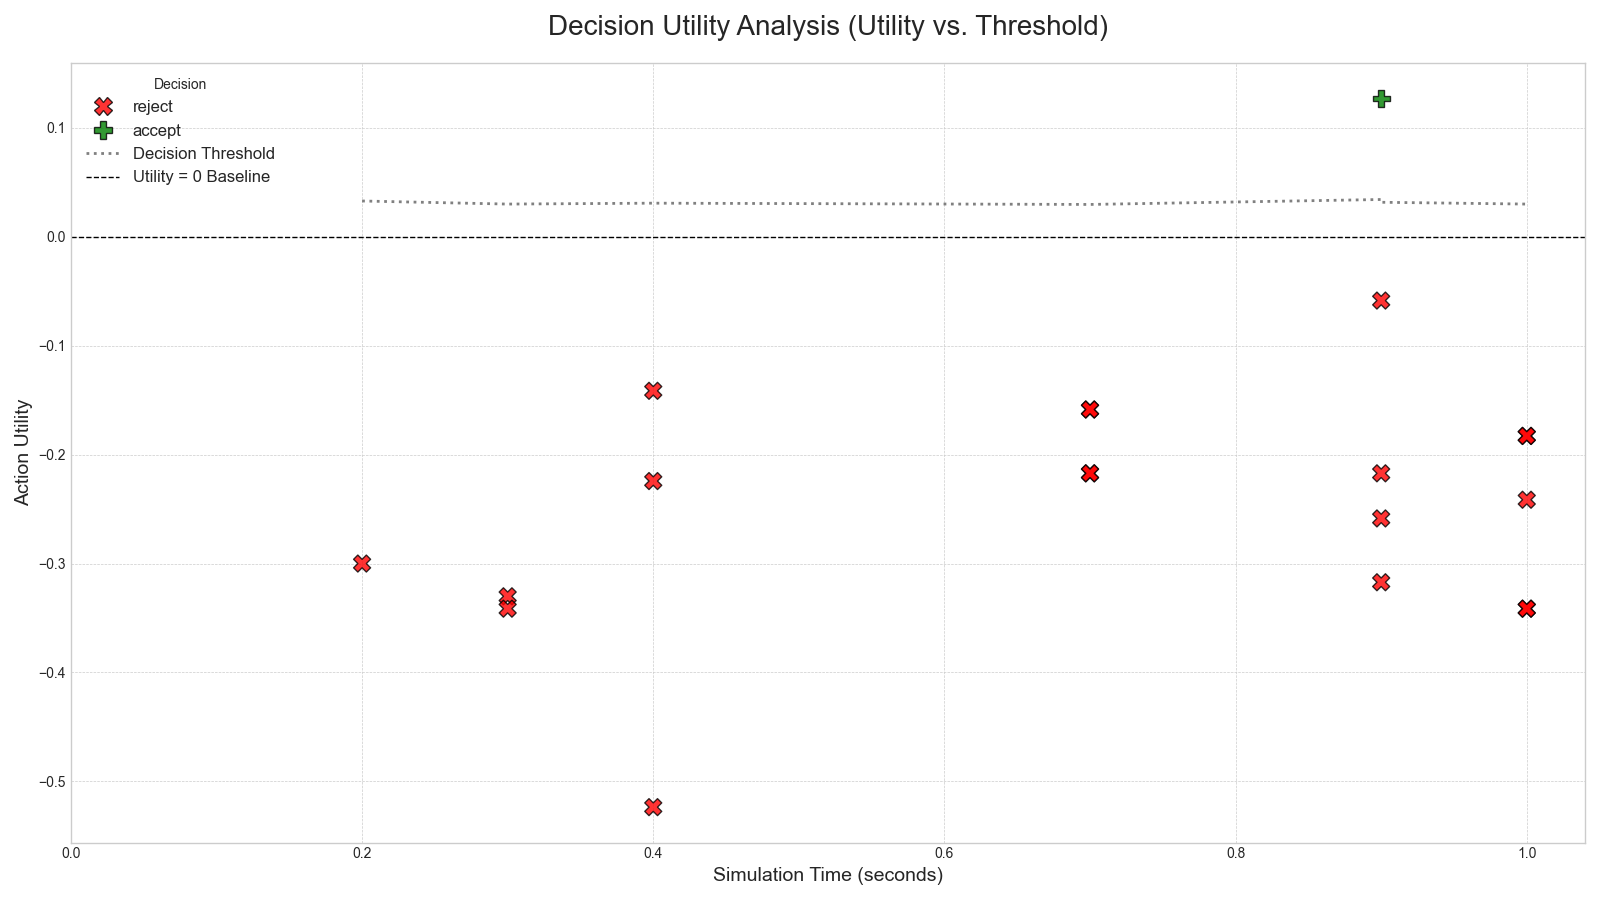 Decision Utility Analysis (Utility vs. Threshold)
Decision
reject
accept
Decision Threshold
Utility = 0 Baseline
0.1
0.0
−0.1
−0.2
−0.3
−0.4
−0.5
Action Utility
0.0 0.2 0.4 0.6 0.8 1.0
Simulation Time (seconds)